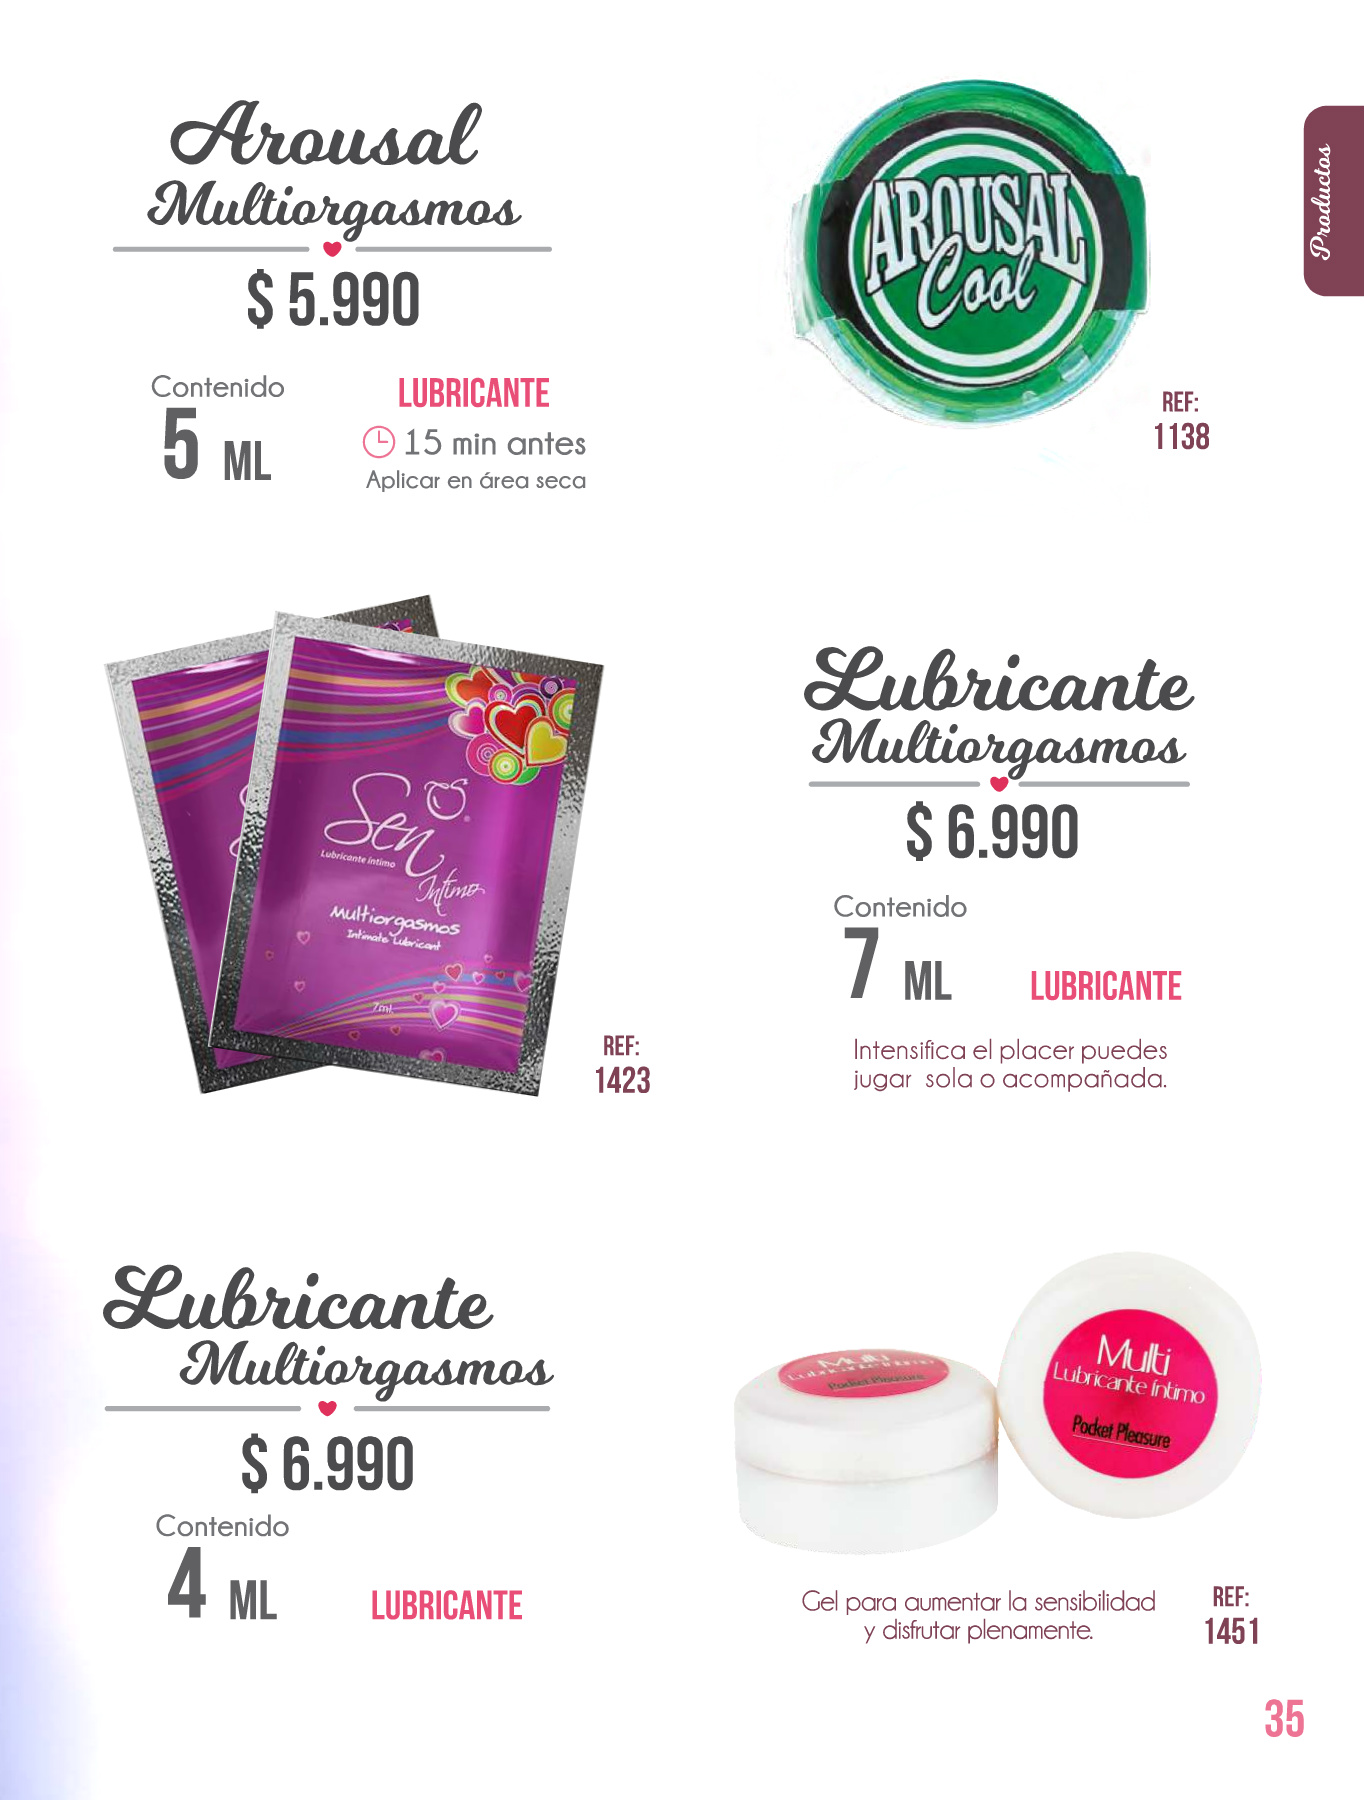 Arousal
Multiorgasmos
$ 5.990
Contenido
5 ML
LUBRICANTE
15 min antes
Aplicar en área seca
AROUSAL
Cool
REF:
1138
Productos
Sen
Lubricante íntimo
Íntimo
Multiorgasmos
Intimate Lubricant
7ml.
REF:
1423
Lubricante
Multiorgasmos
$ 6.990
Contenido
7 ML
LUBRICANTE
Intensifica el placer puedes
jugar sola o acompañada.
Lubricante
Multiorgasmos
$ 6.990
Contenido
4 ML
LUBRICANTE
Multi
Lubricante Íntimo
Pocket Pleasure
Multi
Lubricante Íntimo
Pocket Pleasure
Gel para aumentar la sensibilidad
y disfrutar plenamente.
REF:
1451
35